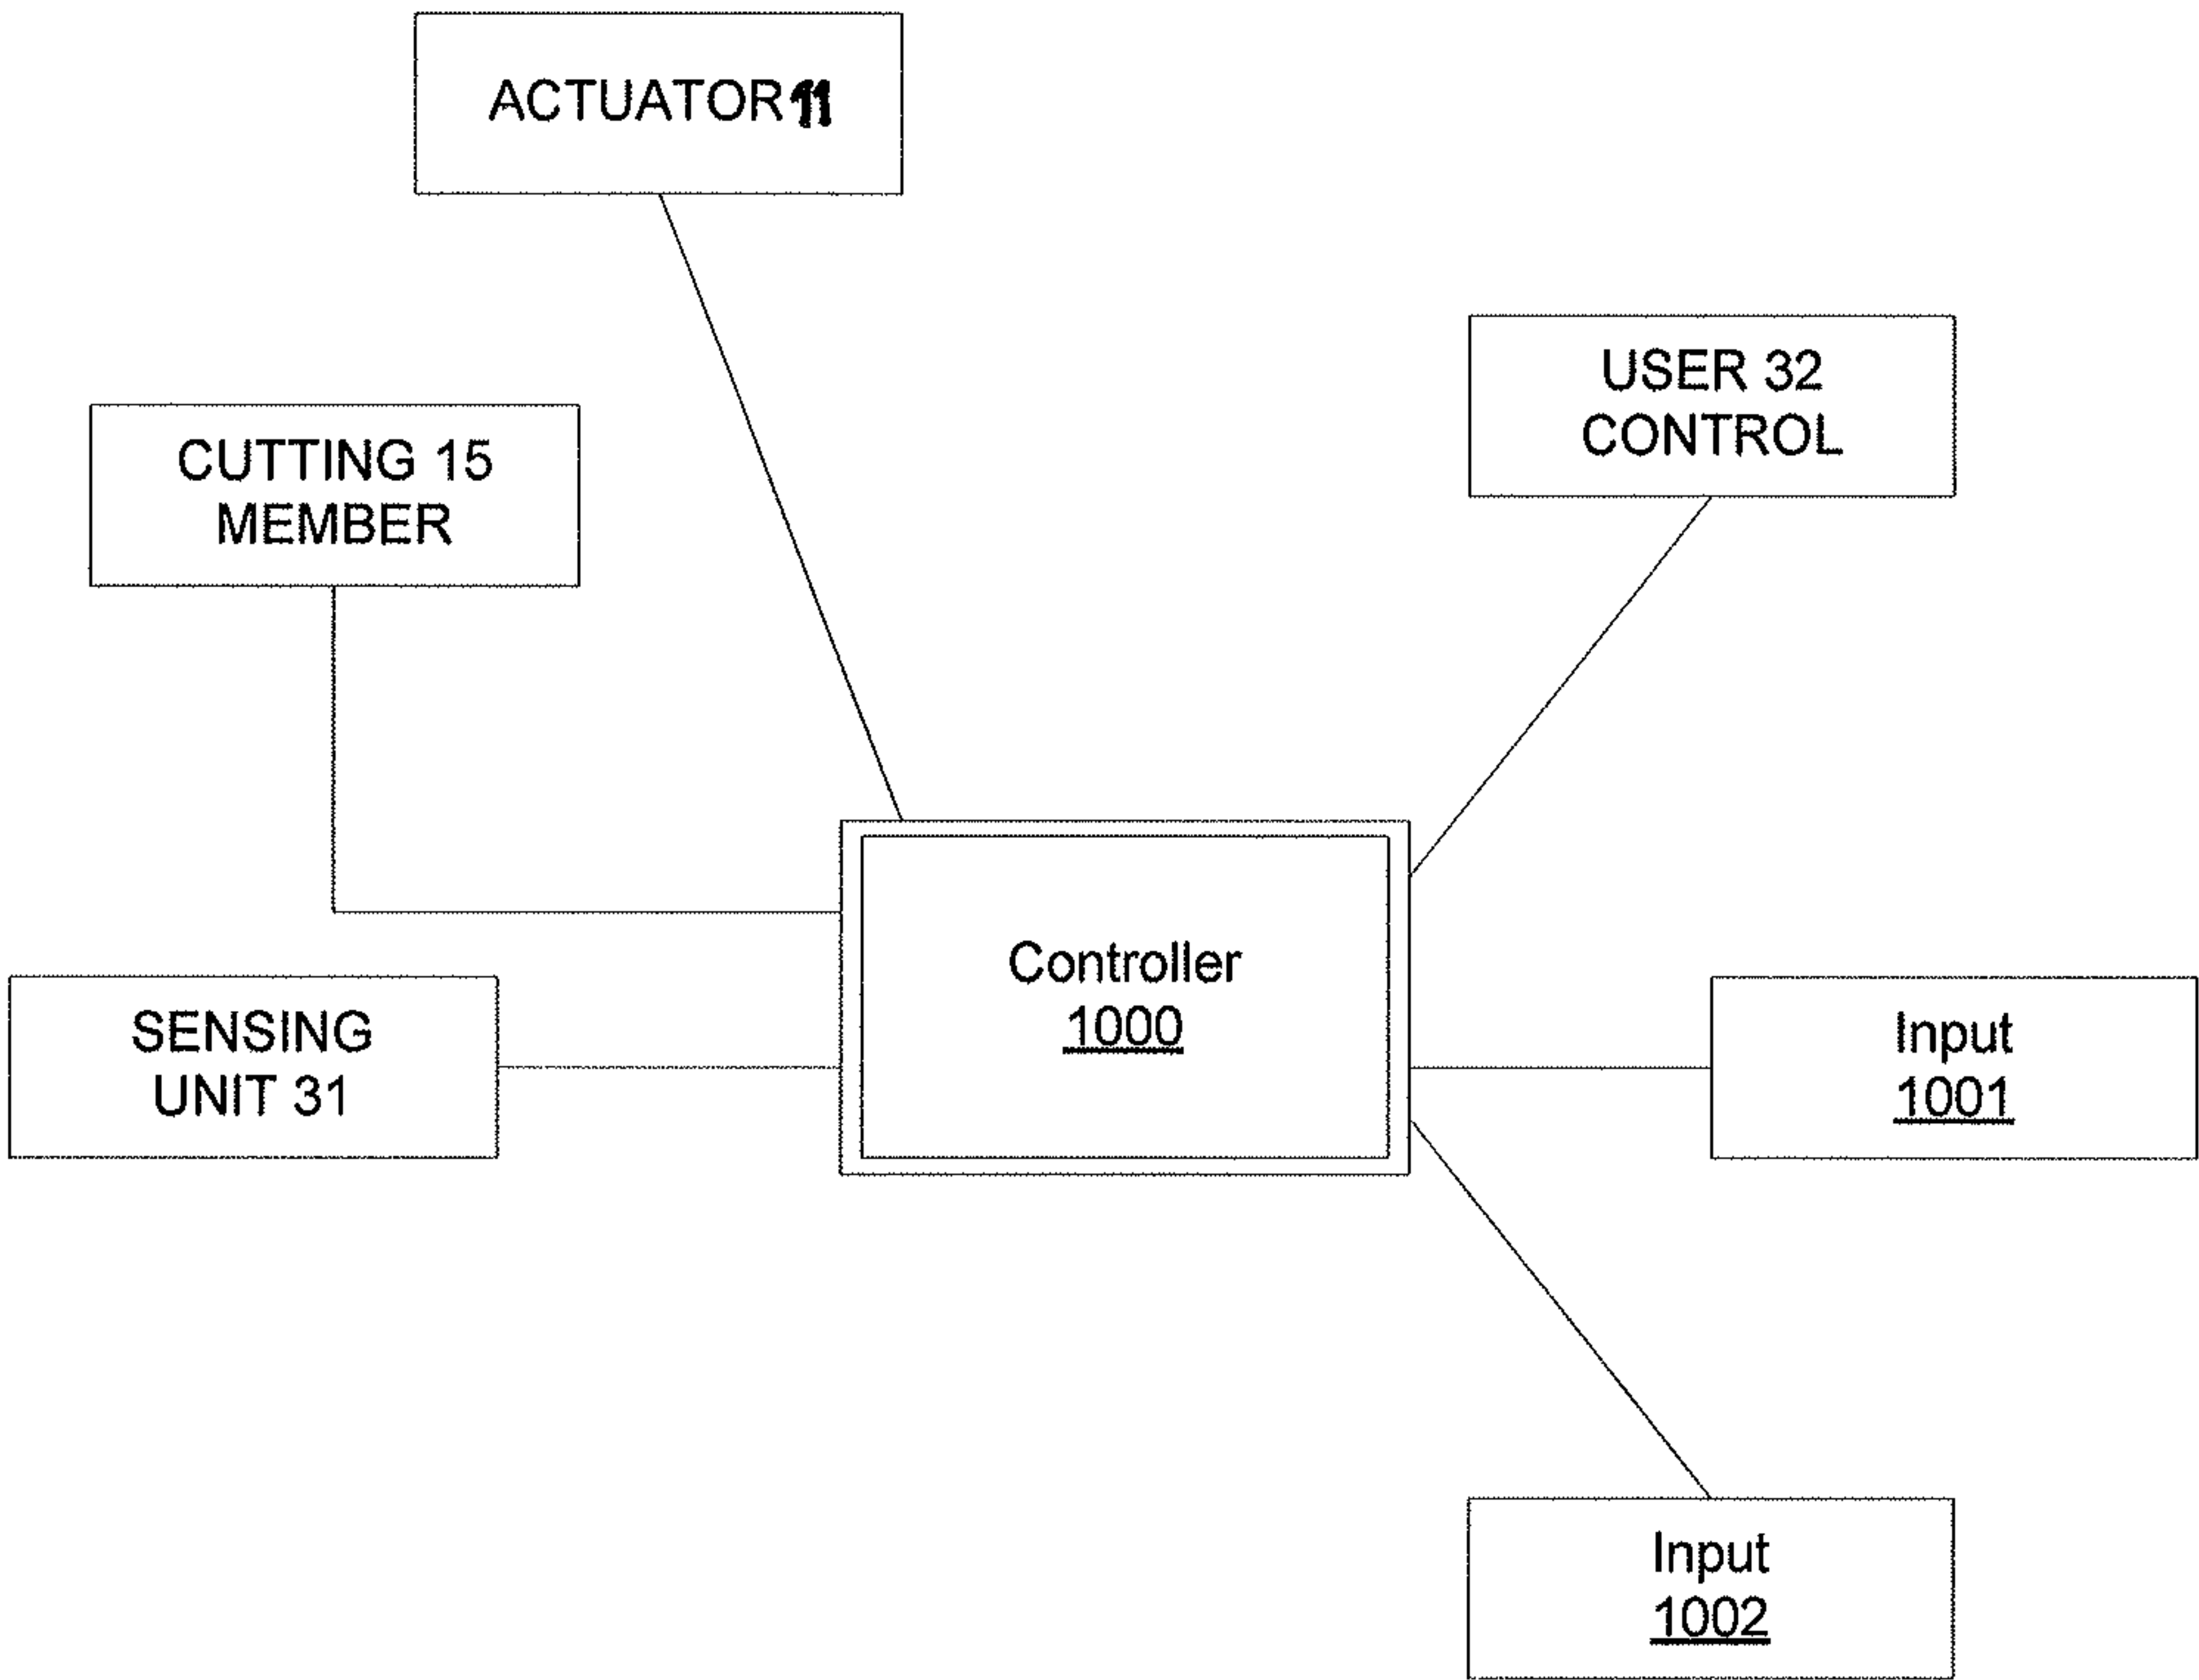 ACTUATOR 11
USER 32
CONTROL
CUTTING 15
MEMBER
Controller
1000
SENSING
UNIT 31
Input
1001
Input
1002